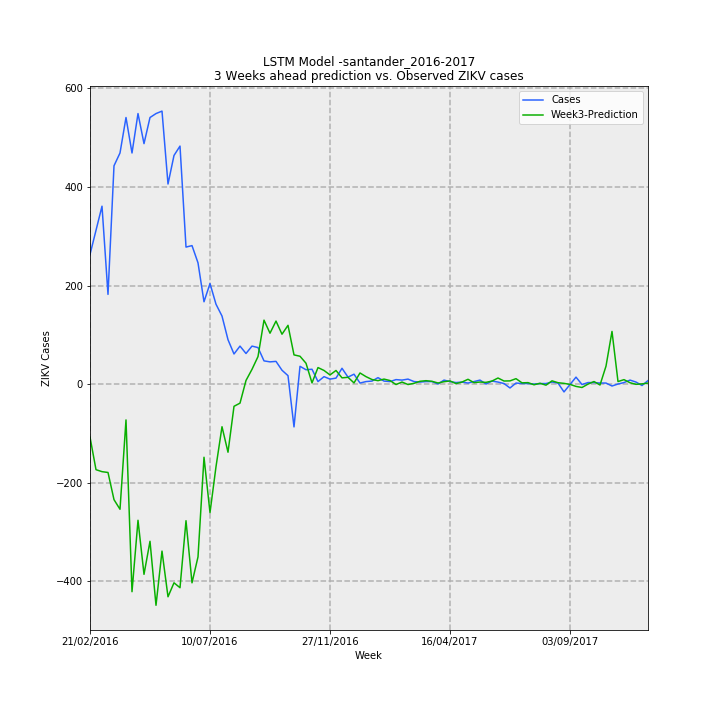 LSTM Model -santander_2016-2017
3 Weeks ahead prediction vs. Observed ZIKV cases
Cases
Week3-Prediction
600
400
200
0
−200
−400
ZIKV Cases
21/02/2016
10/07/2016
27/11/2016
16/04/2017
03/09/2017
Week